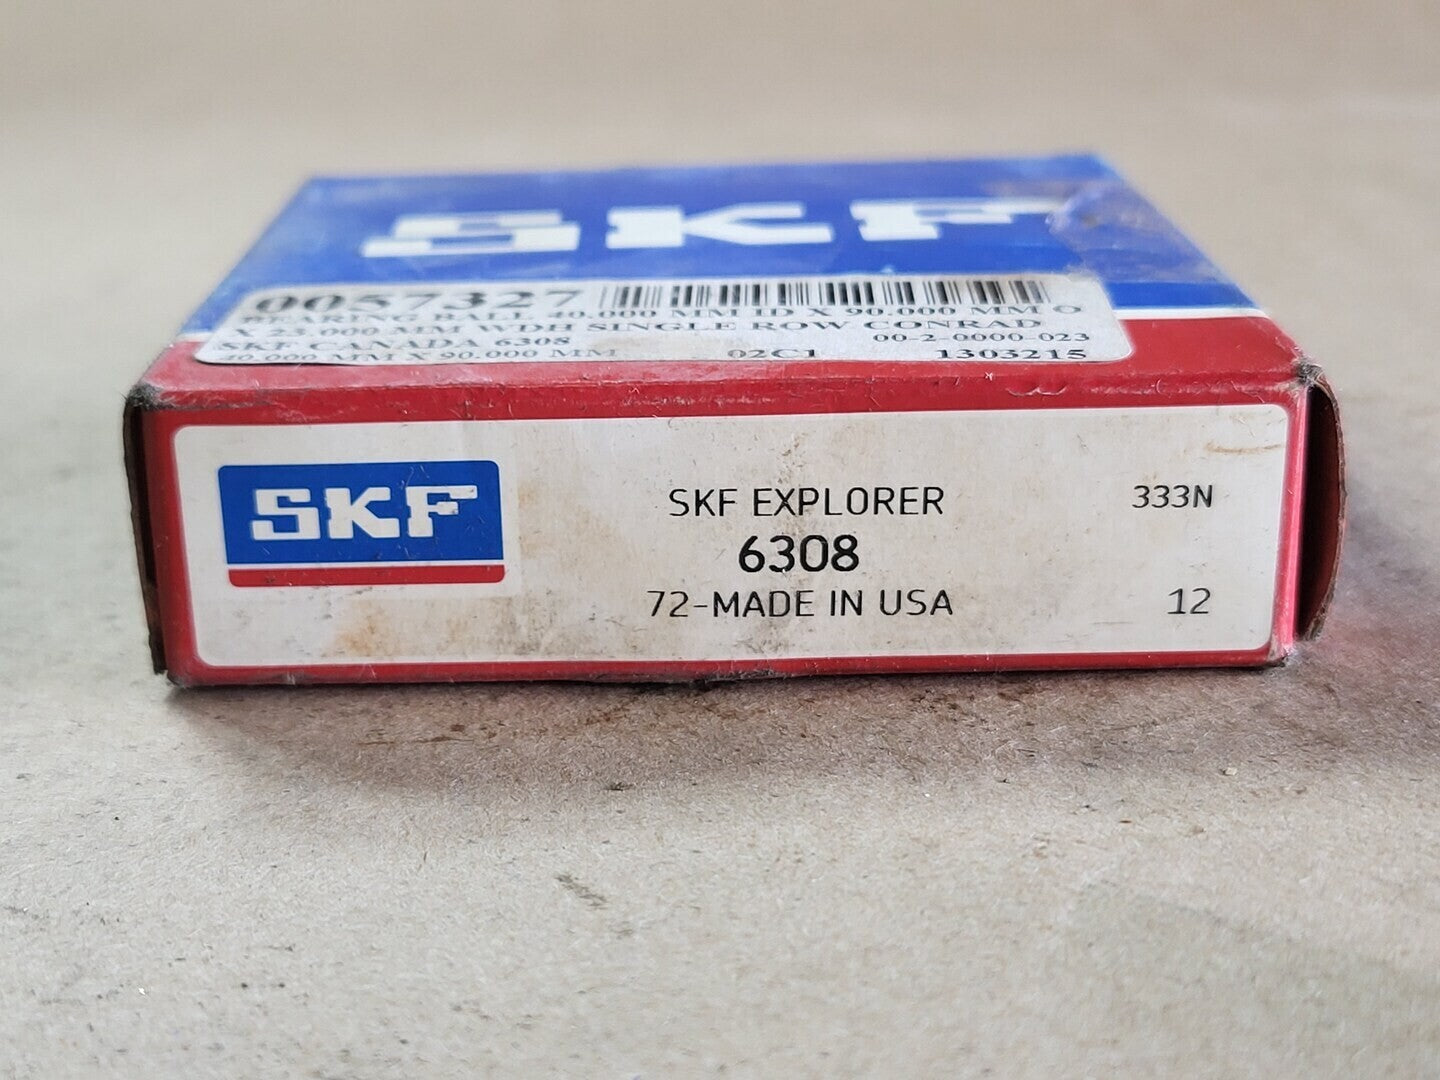 SKF
0057327
BEARING BALL 40.000 MM ID X 90.000 MM O
X 23.000 MM WDH SINGLE ROW CONRAD
SKF CANADA 6308 00-2-0000-023
40.000 MM X 90.000 MM 02C1 1303215
SKF
SKF EXPLORER 333N
6308
72-MADE IN USA 12